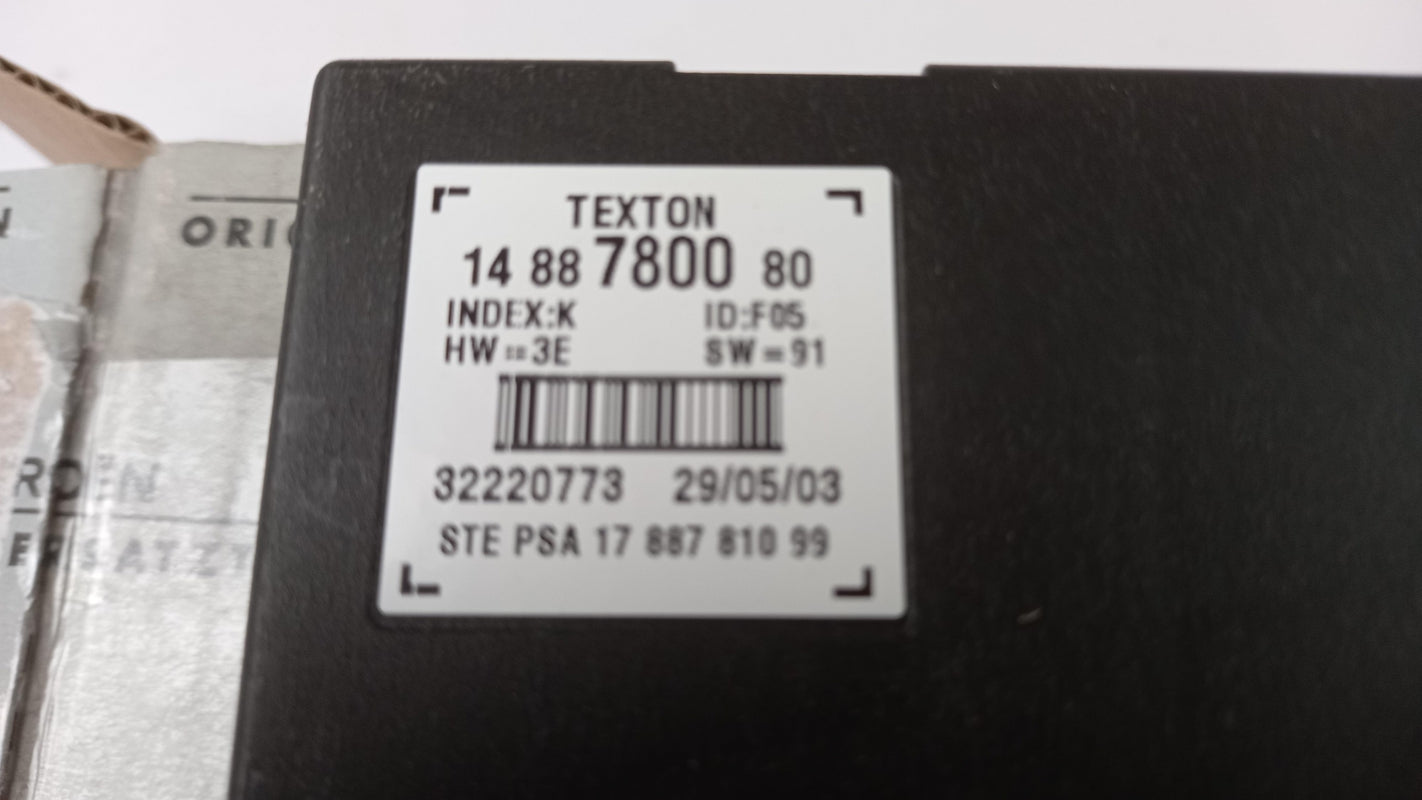 TEXTON
14 88 7800 80
INDEX:K ID:F05
HW=3E SW=91
32220773 29/05/03
STE PSA 17 887 810 99
ORIG